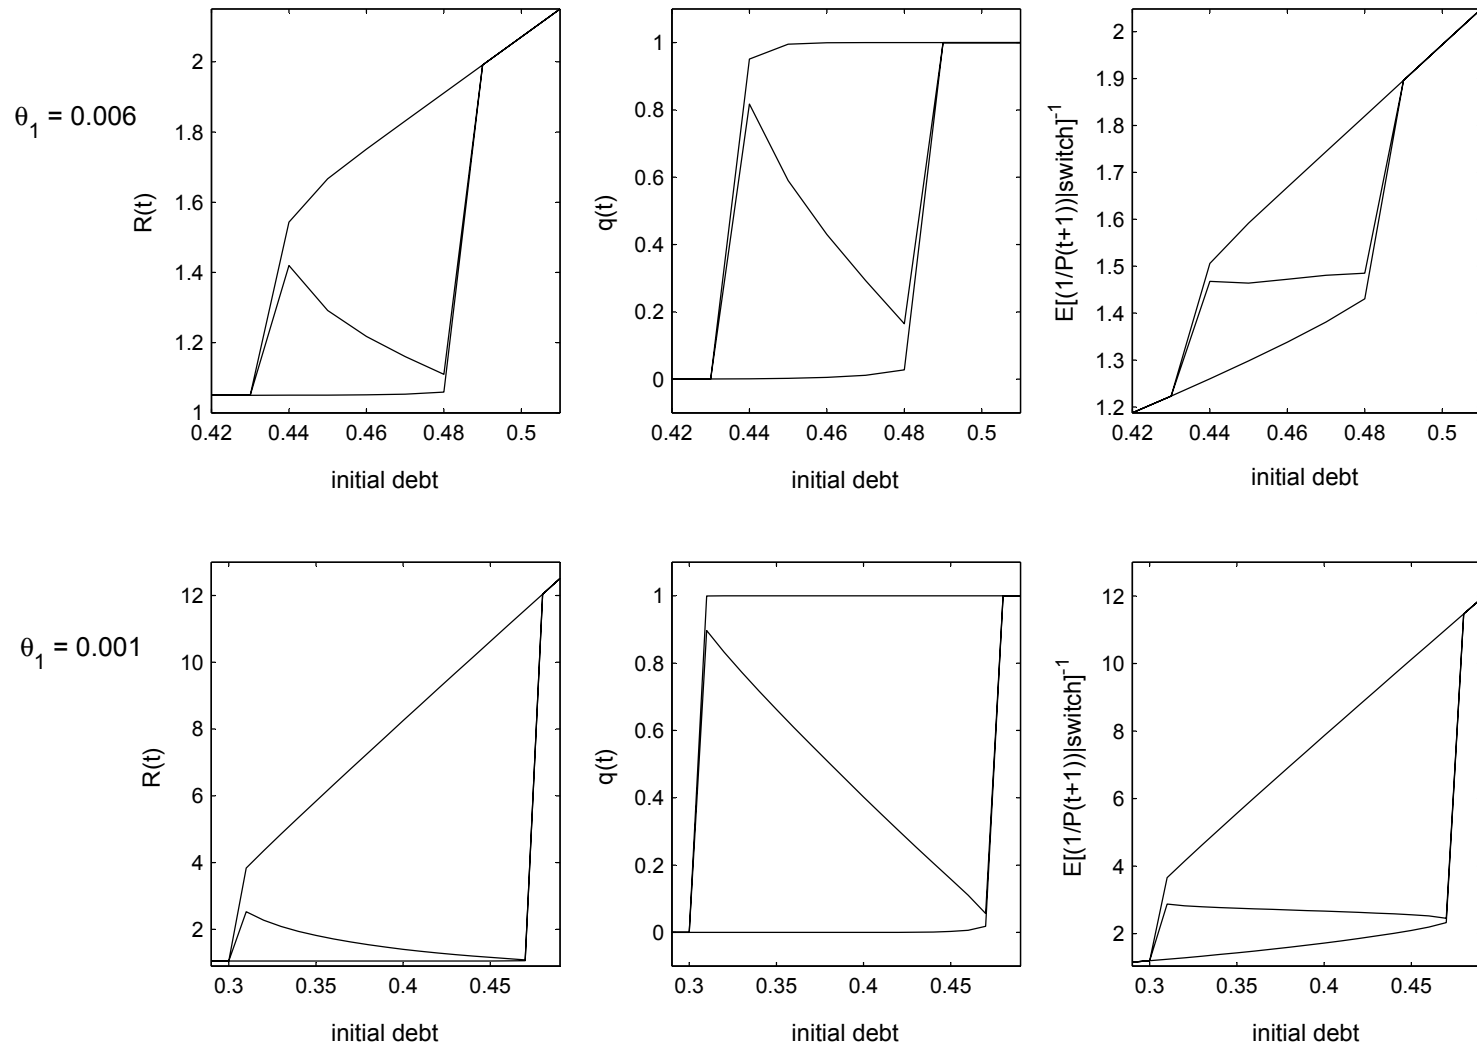 θ1 = 0.006
R(t)
2
1.8
1.6
1.4
1.2
1
0.42 0.44 0.46 0.48 0.5
initial debt
q(t)
1
0.8
0.6
0.4
0.2
0
0.42 0.44 0.46 0.48 0.5
initial debt
E[(1/P(t+1))|switch]-1
2
1.9
1.8
1.7
1.6
1.5
1.4
1.3
1.2
0.42 0.44 0.46 0.48 0.5
initial debt
θ1 = 0.001
R(t)
12
10
8
6
4
2
0.3 0.35 0.4 0.45
initial debt
q(t)
1
0.8
0.6
0.4
0.2
0
0.3 0.35 0.4 0.45
initial debt
E[(1/P(t+1))|switch]-1
12
10
8
6
4
2
0.3 0.35 0.4 0.45
initial debt